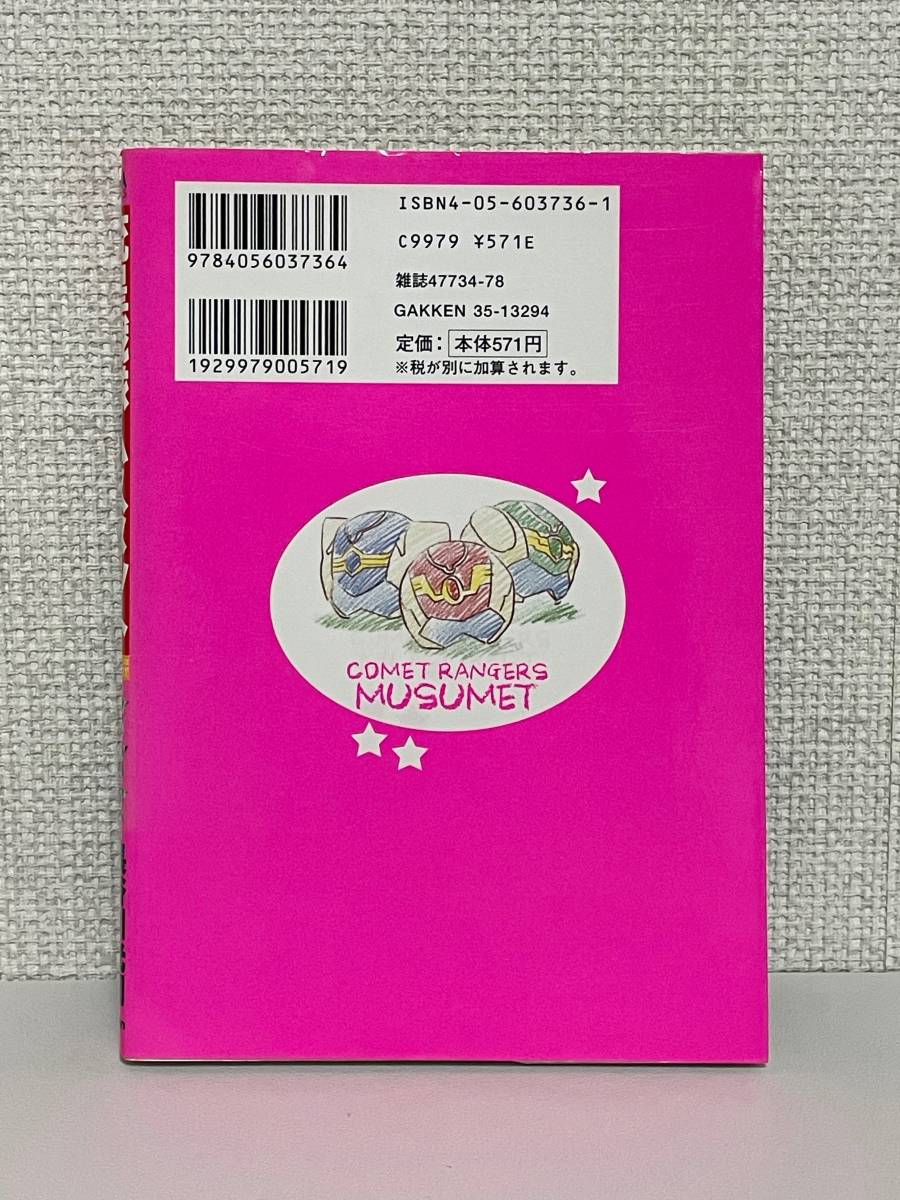 9784056037364
1929979005719
ISBN4-05-603736-1
C9979 ¥571E
雑誌47734-78
GAKKEN 35-13294
定価：本体571円
※税が別に加算されます。
COMET RANGERS
MUSUMET